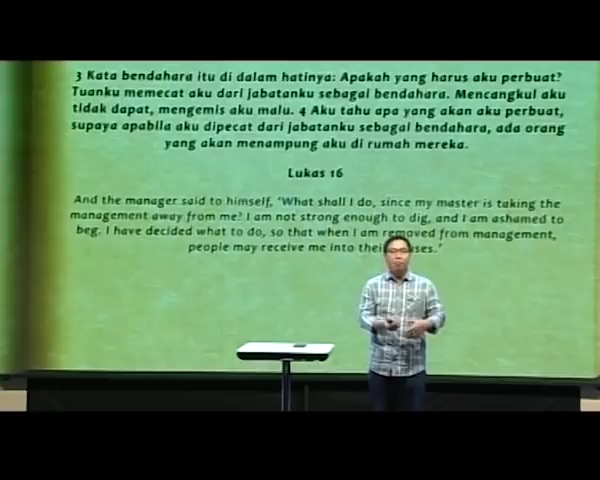 3 Kata bendahara itu di dalam hatinya: Apakah yang harus aku perbuat?
Tuanku memecat aku dari jabatanku sebagai bendahara. Mencangkul aku
tidak dapat, mengemis aku malu. 4 Aku tahu apa yang akan aku perbuat,
supaya apabila aku dipecat dari jabatanku sebagai bendahara, ada orang
yang akan menampung aku di rumah mereka.
Lukas 16
And the manager said to himself, 'What shall I do, since my master is taking the
management away from me? I am not strong enough to dig, and I am ashamed to
beg. I have decided what to do, so that when I am removed from management,
people may receive me into